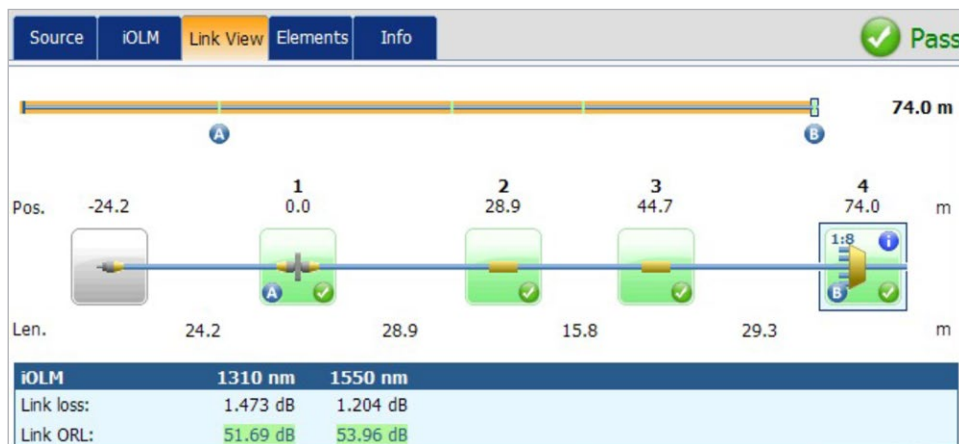 Source iOLM Link View Elements Info Pass
74.0 m
A B
1 2 3 4
Pos. -24.2 0.0 28.9 44.7 74.0 m
1:8 i
A B
Len. 24.2 28.9 15.8 29.3 m
iOLM 1310 nm 1550 nm
Link loss: 1.473 dB 1.204 dB
Link ORL: 51.69 dB 53.96 dB